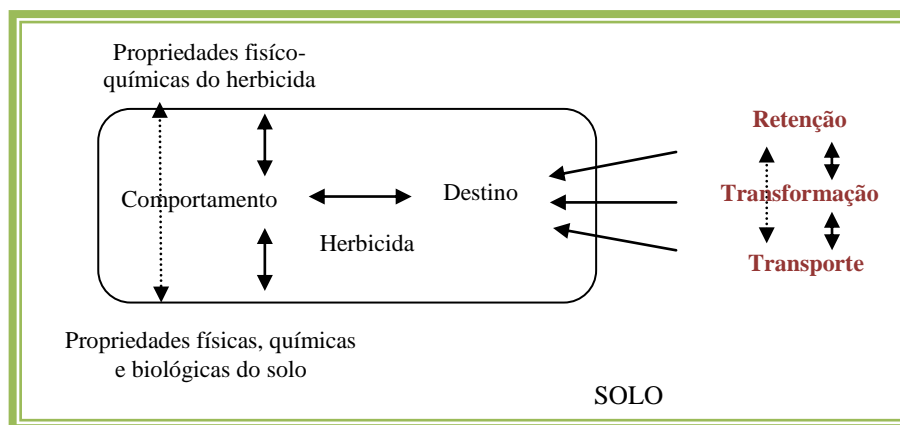 Propriedades fisíco-
químicas do herbicida
Retenção
Comportamento
Destino
Transformação
Herbicida
Transporte
Propriedades físicas, químicas
e biológicas do solo
SOLO